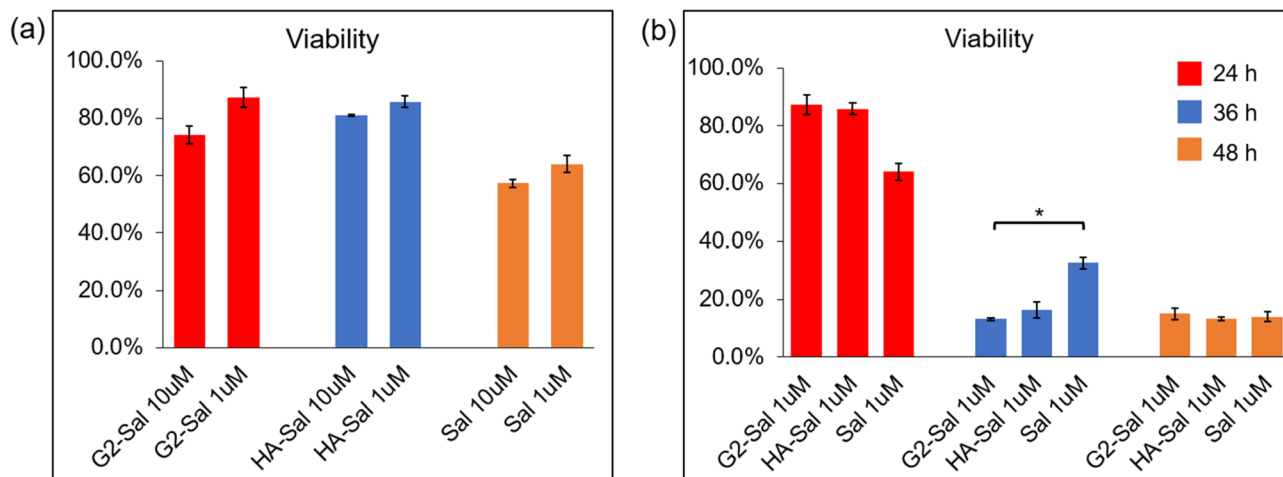 (a)
Viability
100.0%
80.0%
60.0%
40.0%
20.0%
0.0%
G2-Sal 10uM
G2-Sal 1uM
HA-Sal 10uM
HA-Sal 1uM
Sal 10uM
Sal 1uM
(b)
Viability
100.0%
80.0%
60.0%
40.0%
20.0%
0.0%
24 h
36 h
48 h
*
G2-Sal 1uM
HA-Sal 1uM
Sal 1uM
G2-Sal 1uM
HA-Sal 1uM
Sal 1uM
G2-Sal 1uM
HA-Sal 1uM
Sal 1uM